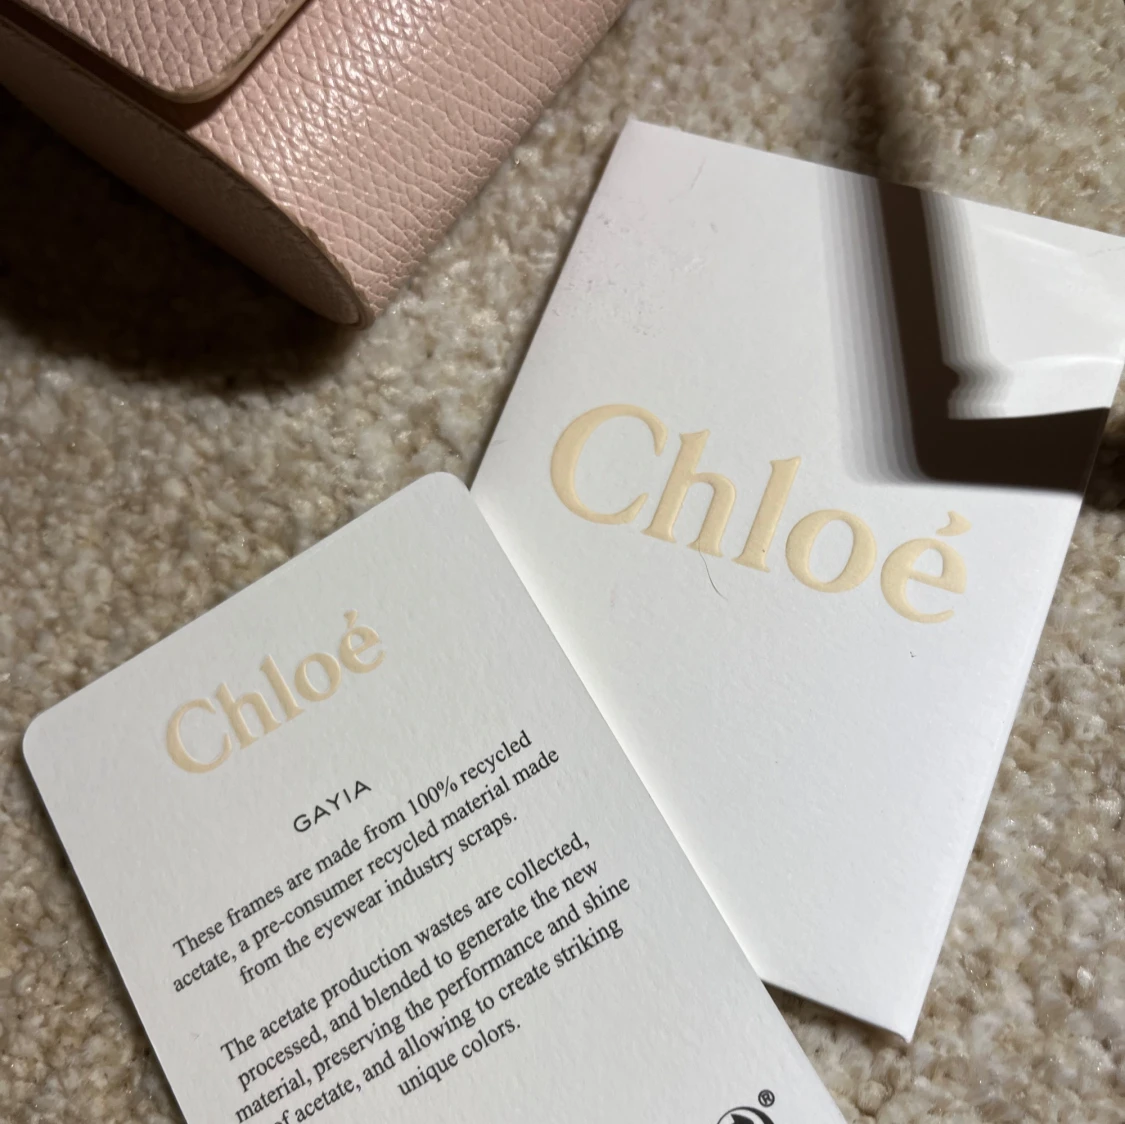 Chloé
Chloé
GAYIA
These frames are made from 100% recycled
acetate, a pre-consumer recycled material made
from the eyewear industry scraps.
The acetate production wastes are collected,
processed, and blended to generate the new
material, preserving the performance and shine
of acetate, and allowing to create striking
unique colors.
®